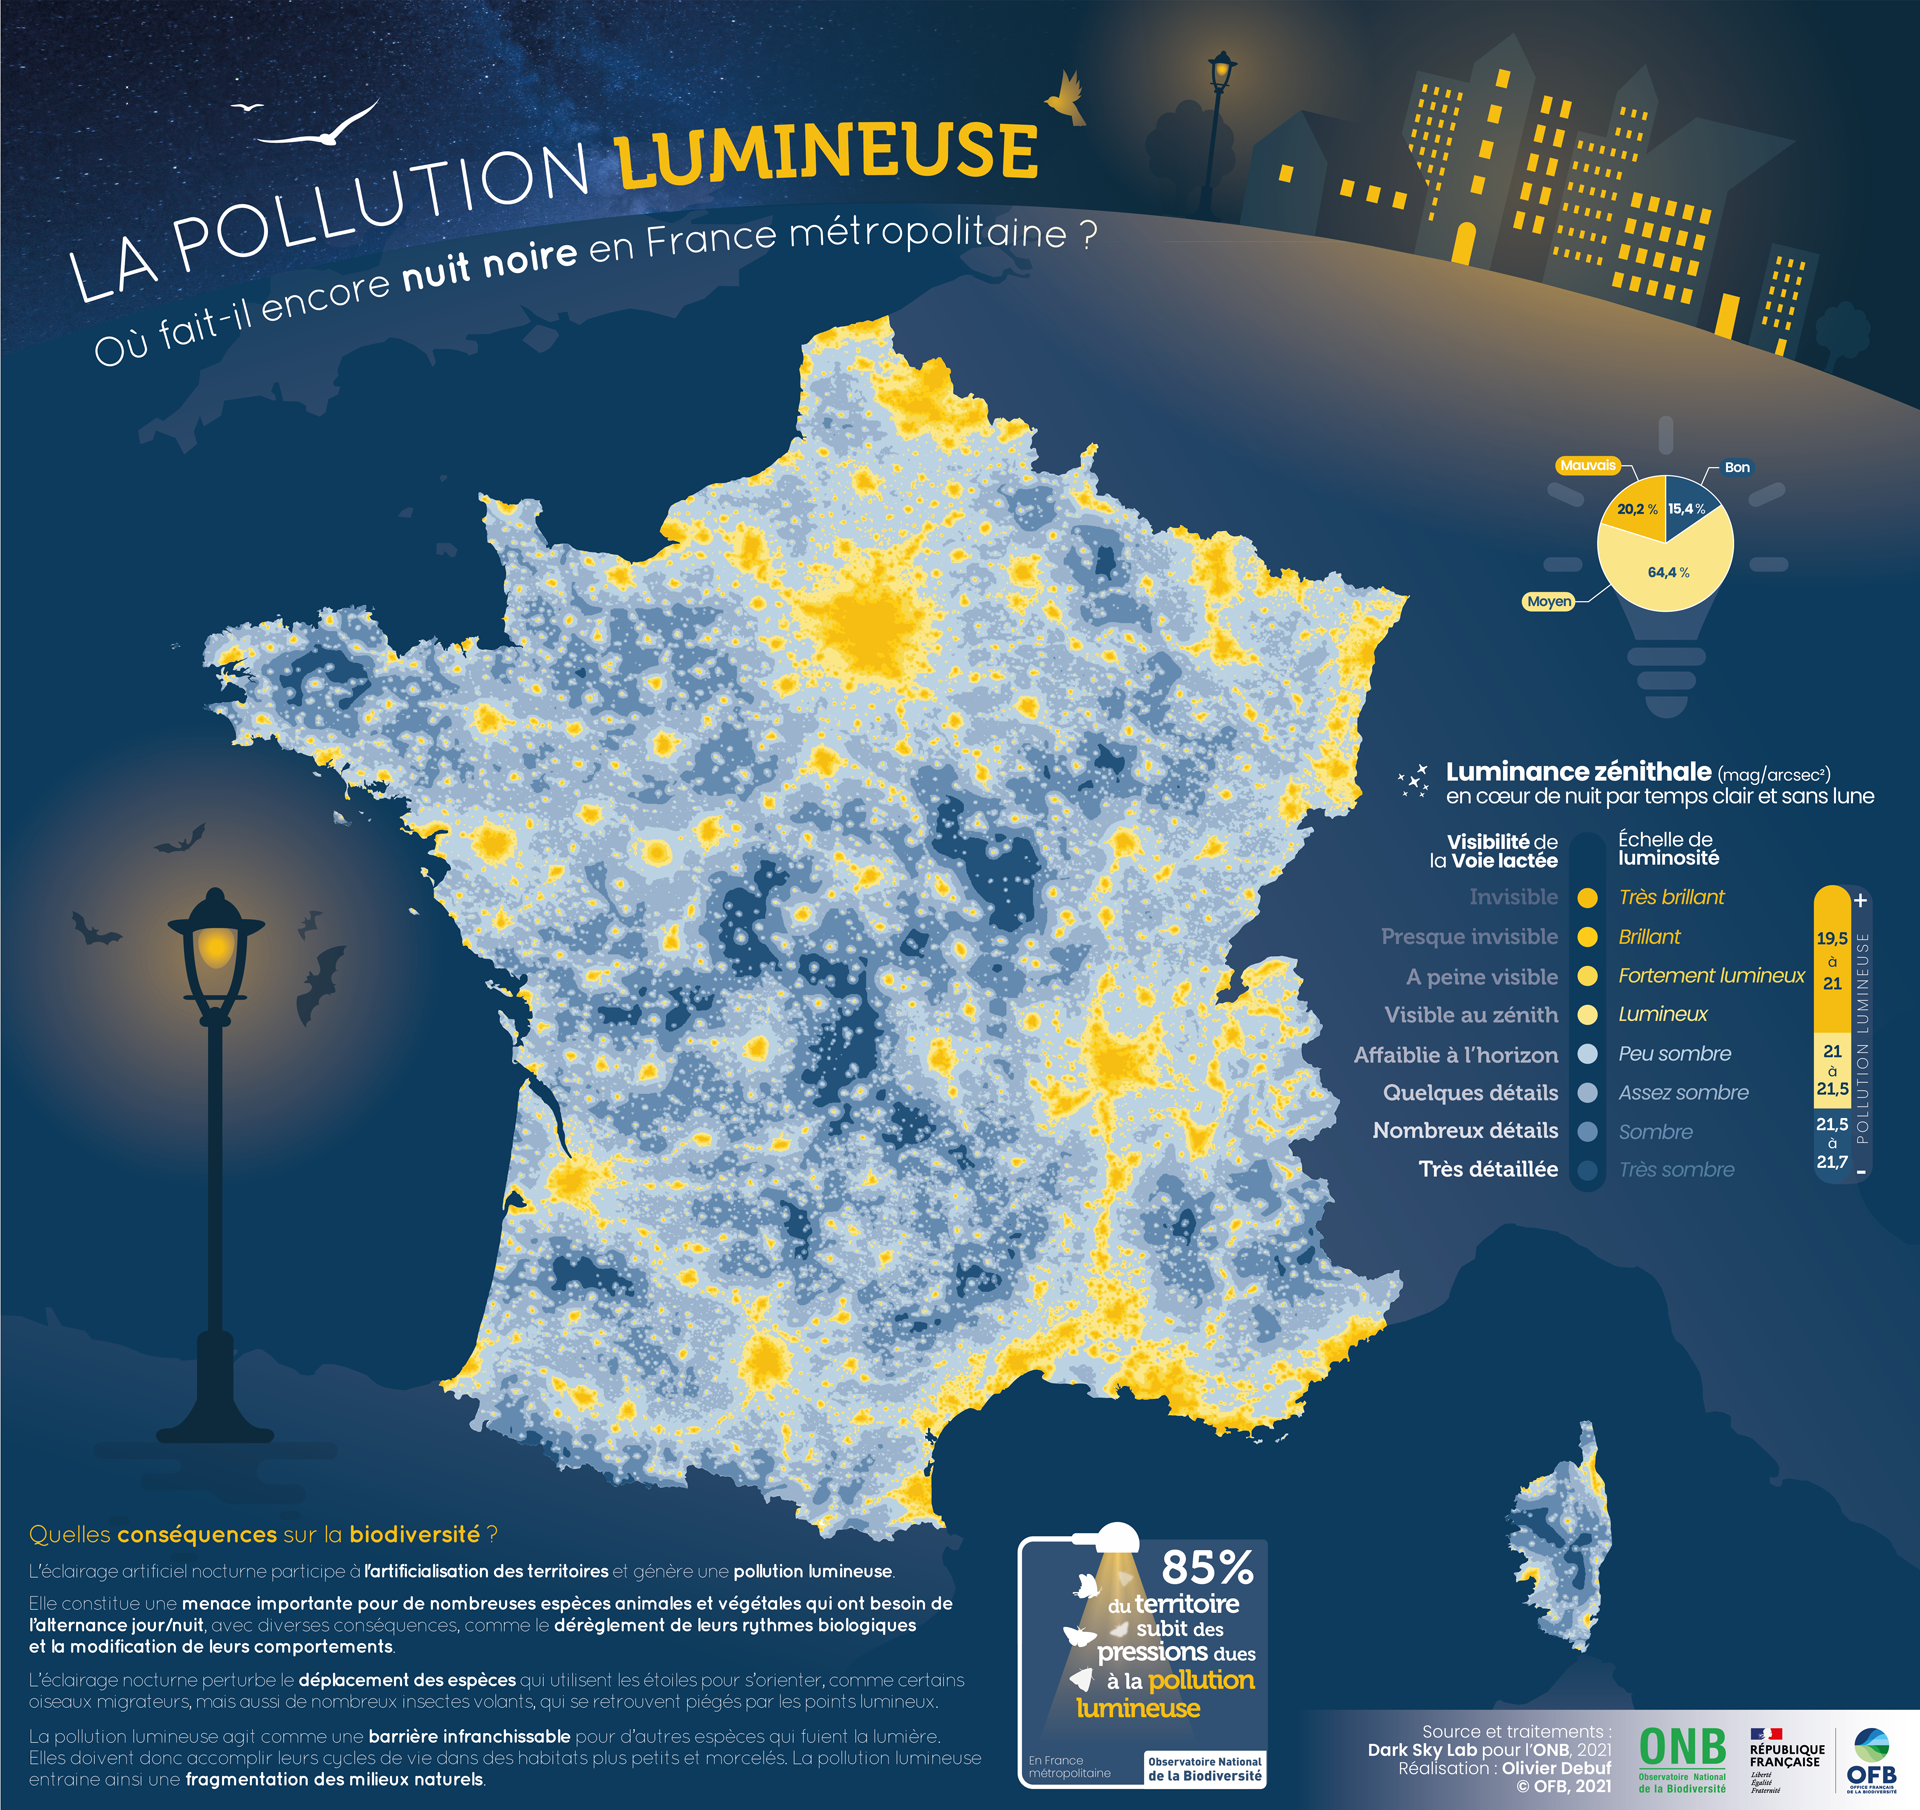 LA POLLUTION LUMINEUSE
Où fait-il encore nuit noire en France métropolitaine ?
Mauvais
Bon
20,2 %
15,4 %
64,4 %
Moyen
Luminance zénithale (mag/arcsec²)
en cœur de nuit par temps clair et sans lune
Visibilité de
la Voie lactée
Échelle de
luminosité
Invisible
Très brillant
Presque invisible
Brillant
A peine visible
Fortement lumineux
Visible au zénith
Lumineux
Affaiblie à l'horizon
Peu sombre
Quelques détails
Assez sombre
Nombreux détails
Sombre
Très détaillée
Très sombre
+
19,5
à
21
21
à
21,5
21,5
à
21,7
-
POLLUTION LUMINEUSE
Quelles conséquences sur la biodiversité ?
L'éclairage artificiel nocturne participe à l'artificialisation des territoires et génère une pollution lumineuse.
Elle constitue une menace importante pour de nombreuses espèces animales et végétales qui ont besoin de
l'alternance jour/nuit, avec diverses conséquences, comme le dérèglement de leurs rythmes biologiques
et la modification de leurs comportements.
L'éclairage nocturne perturbe le déplacement des espèces qui utilisent les étoiles pour s'orienter, comme certains
oiseaux migrateurs, mais aussi de nombreux insectes volants, qui se retrouvent piégés par les points lumineux.
La pollution lumineuse agit comme une barrière infranchissable pour d'autres espèces qui fuient la lumière.
Elles doivent donc accomplir leurs cycles de vie dans des habitats plus petits et morcelés. La pollution lumineuse
entraine ainsi une fragmentation des milieux naturels.
85%
du territoire
subit des
pressions dues
à la pollution
lumineuse
En France
métropolitaine
Observatoire National
de la Biodiversité
Source et traitements :
Dark Sky Lab pour l'ONB, 2021
Réalisation : Olivier Debuf
© OFB, 2021
ONB
Observatoire National
de la Biodiversité
RÉPUBLIQUE
FRANÇAISE
Liberté
Égalité
Fraternité
OFB
OFFICE FRANÇAIS
DE LA BIODIVERSITÉ